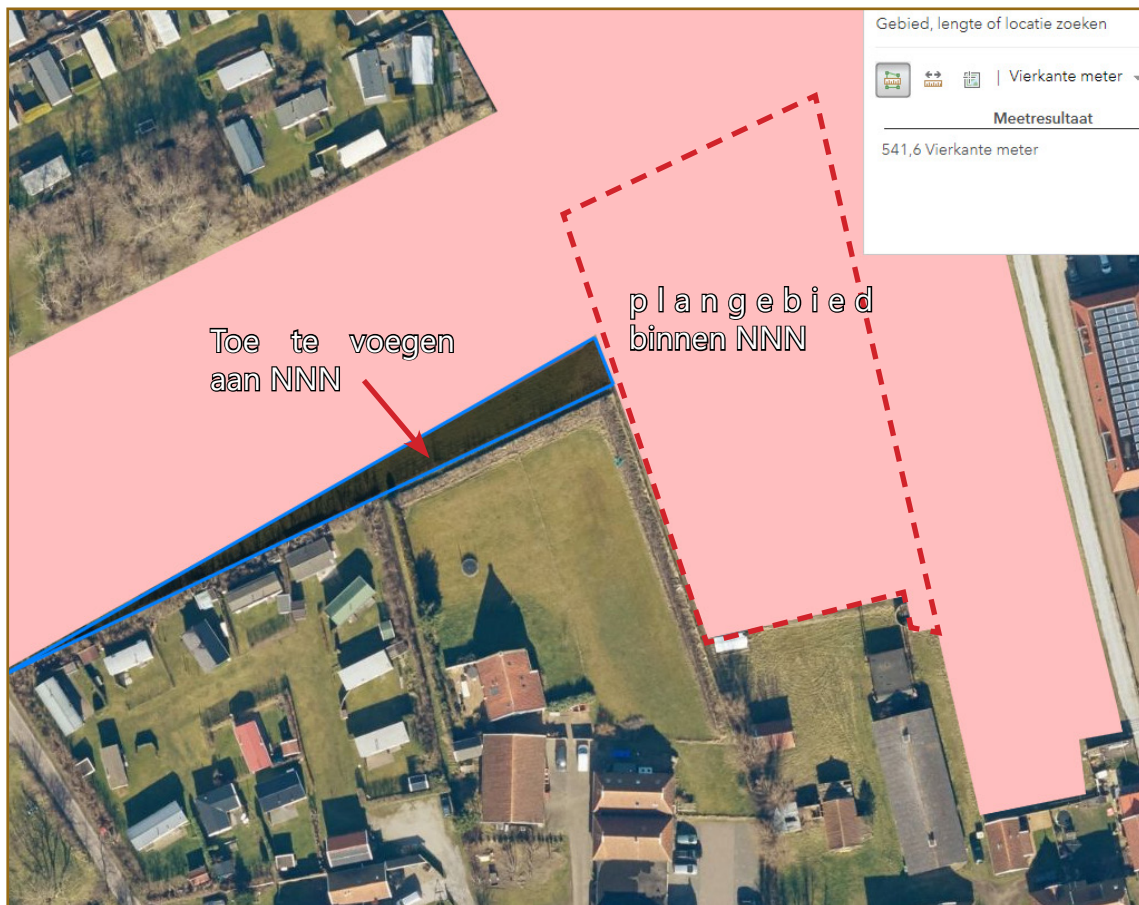 Gebied, lengte of locatie zoeken
| Vierkante meter
Meetresultaat
541,6 Vierkante meter
plangebied
binnen NNN
Toe te voegen
aan NNN